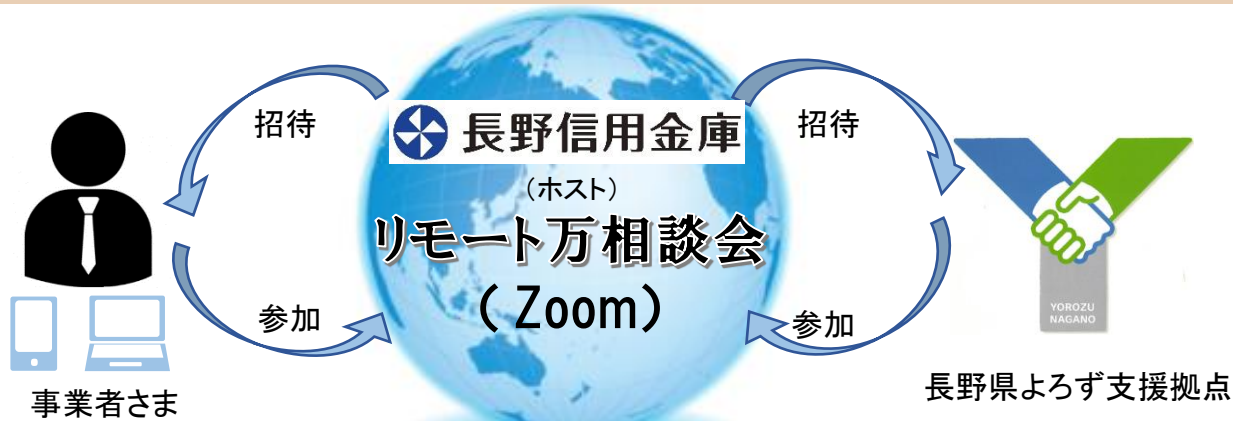 招待
長野信用金庫
招待
（ホスト）
リモート万相談会
（Zoom）
参加
参加
YOROZU
NAGANO
事業者さま
長野県よろず支援拠点